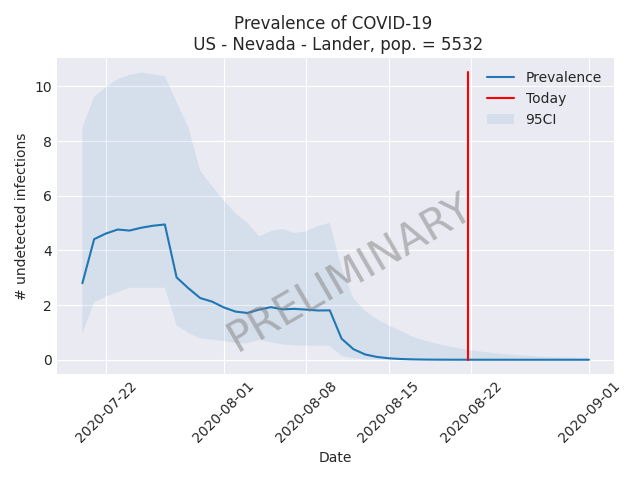 Prevalence of COVID-19
US - Nevada - Lander, pop. = 5532
# undetected infections
10
8
6
4
2
0
Prevalence
Today
95CI
PRELIMINARY
2020-07-22
2020-08-01
2020-08-08
2020-08-15
2020-08-22
2020-09-01
Date